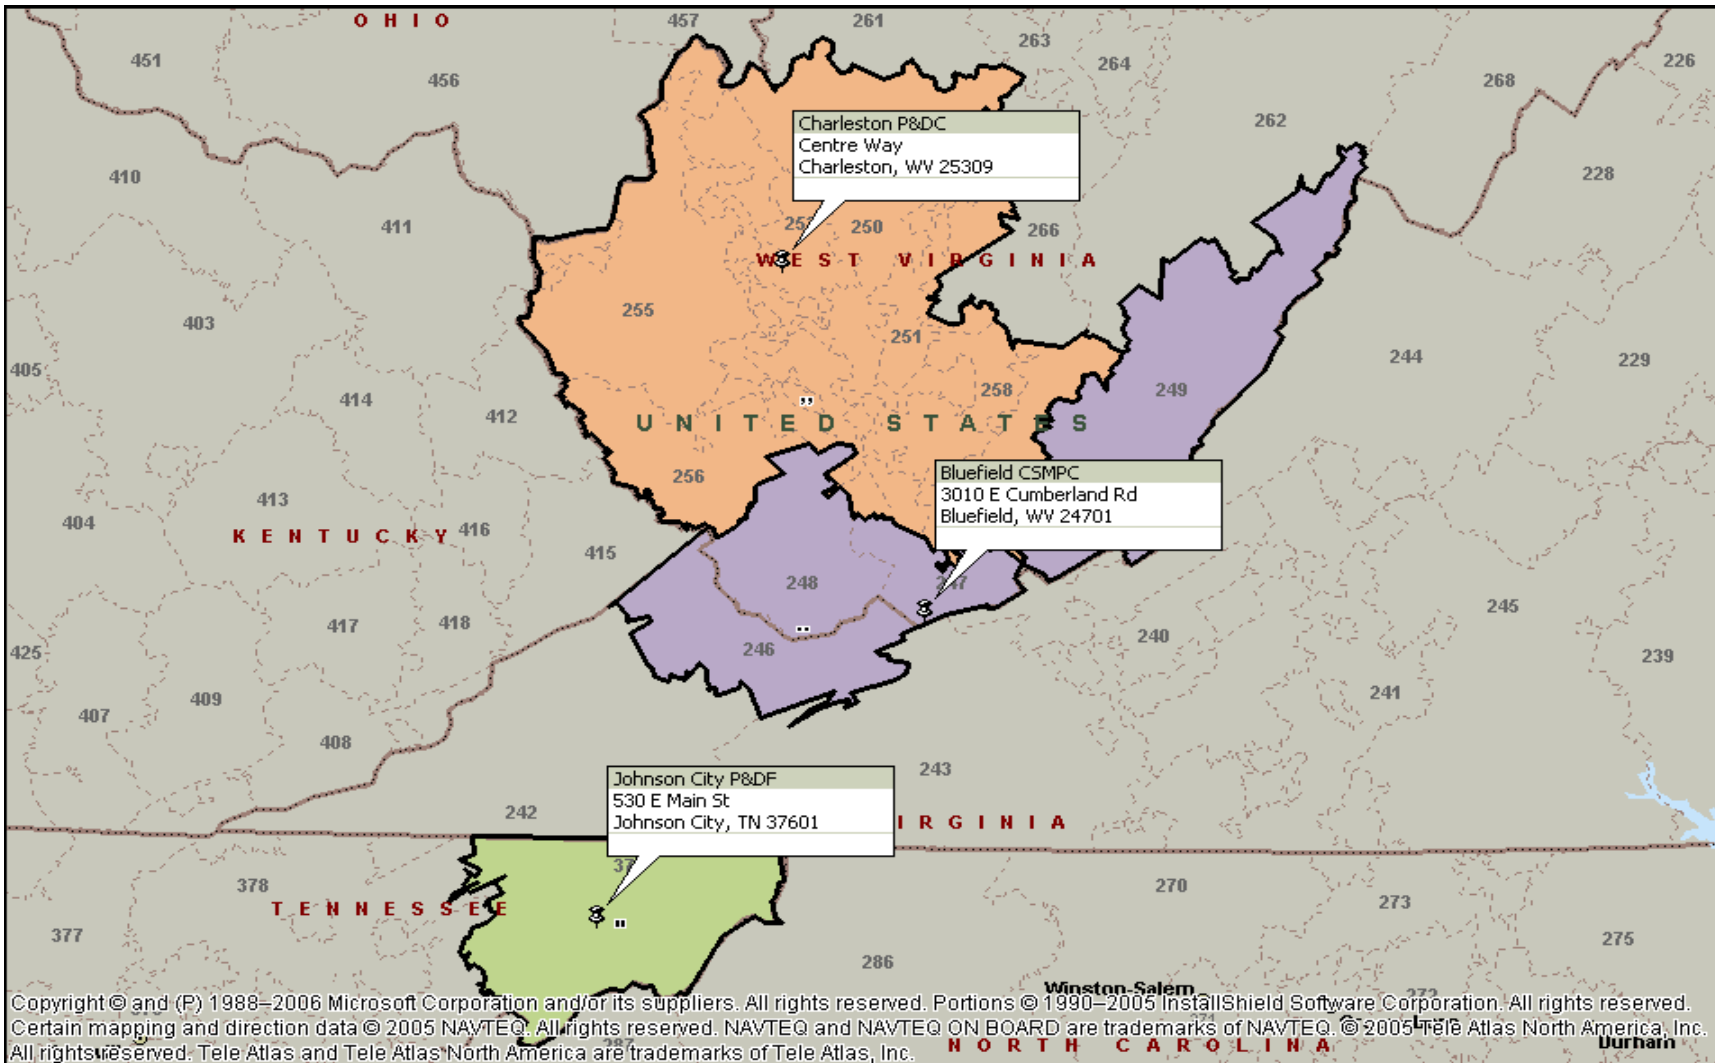 OHIO
457
261
263
264
451
456
268
226
Charleston P&DC
Centre Way
Charleston, WV 25309
262
410
228
411
250
266
WEST VIRGINIA
255
403
251
405
244
229
414
412
258
249
UNITED STATES
256
Bluefield CSMPC
3010 E Cumberland Rd
Bluefield, WV 24701
413
404
KENTUCKY
416
415
248
247
417
418
245
240
425
246
239
409
241
407
408
243
Johnson City P&DF
530 E Main St
Johnson City, TN 37601
242
IRGINIA
378
270
TENNESSEE
273
377
275
286
Winston-Salem
Copyright © and (P) 1988–2006 Microsoft Corporation and/or its suppliers. All rights reserved. Portions © 1990–2005 InstallShield Software Corporation. All rights reserved.
Certain mapping and direction data © 2005 NAVTEQ. All rights reserved. NAVTEQ and NAVTEQ ON BOARD are trademarks of NAVTEQ. © 2005 Tele Atlas North America, Inc.
All rights reserved. Tele Atlas and Tele Atlas North America are trademarks of Tele Atlas, Inc.
272
271
287
NORTH CAROLINA
Durham